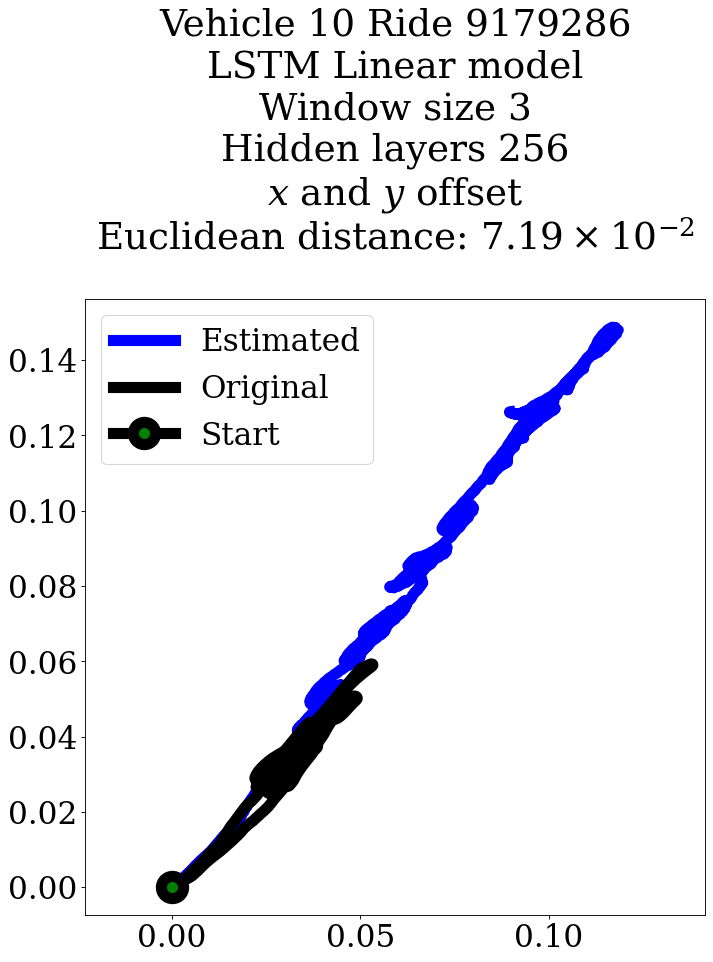 Vehicle 10 Ride 9179286
LSTM Linear model
Window size 3
Hidden layers 256
x and y offset
Euclidean distance: 7.19 × 10⁻²
Estimated
Original
Start
0.14
0.12
0.10
0.08
0.06
0.04
0.02
0.00
0.00 0.05 0.10